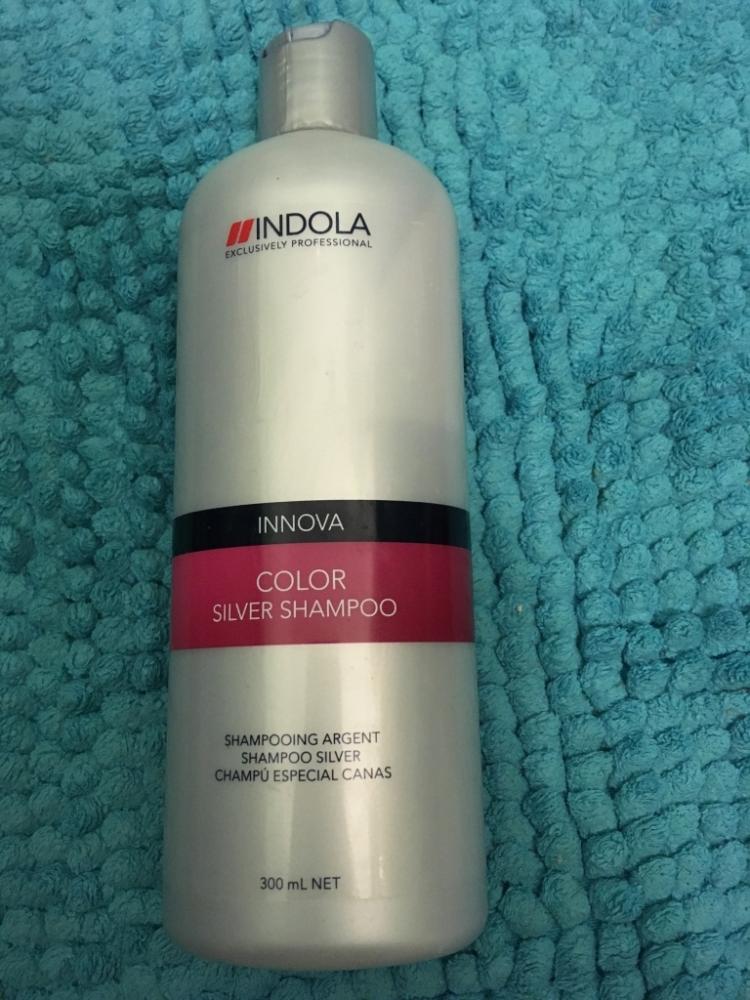 INDOLA
EXCLUSIVELY PROFESSIONAL
INNOVA
COLOR
SILVER SHAMPOO
SHAMPOOING ARGENT
SHAMPOO SILVER
CHAMPÚ ESPECIAL CANAS
300 mL NET